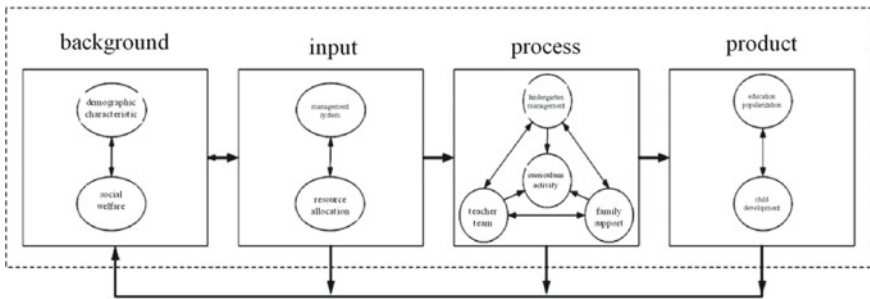 background
input
process
product
demographic
characteristic
social
welfare
management
system
resource
allocation
kindergarten
management
curriculum
activity
teacher
team
family
support
education
popularization
child
development